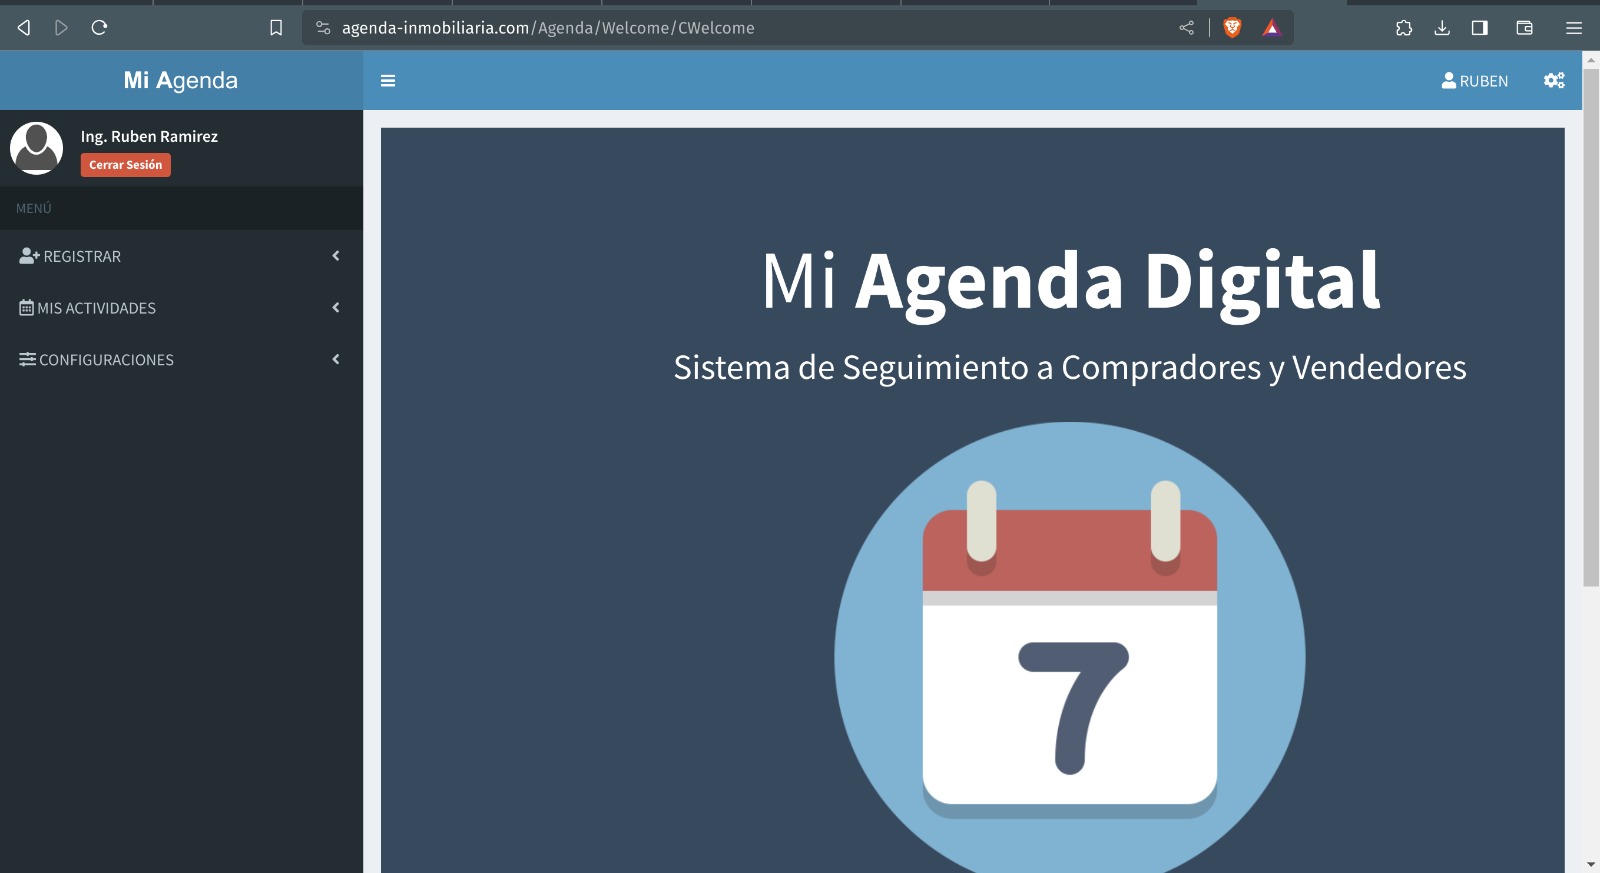 agenda-inmobiliaria.com/Agenda/Welcome/CWelcome
Mi Agenda
RUBEN
Ing. Ruben Ramirez
Cerrar Sesión
MENÚ
REGISTRAR
MIS ACTIVIDADES
CONFIGURACIONES
Mi Agenda Digital
Sistema de Seguimiento a Compradores y Vendedores
7